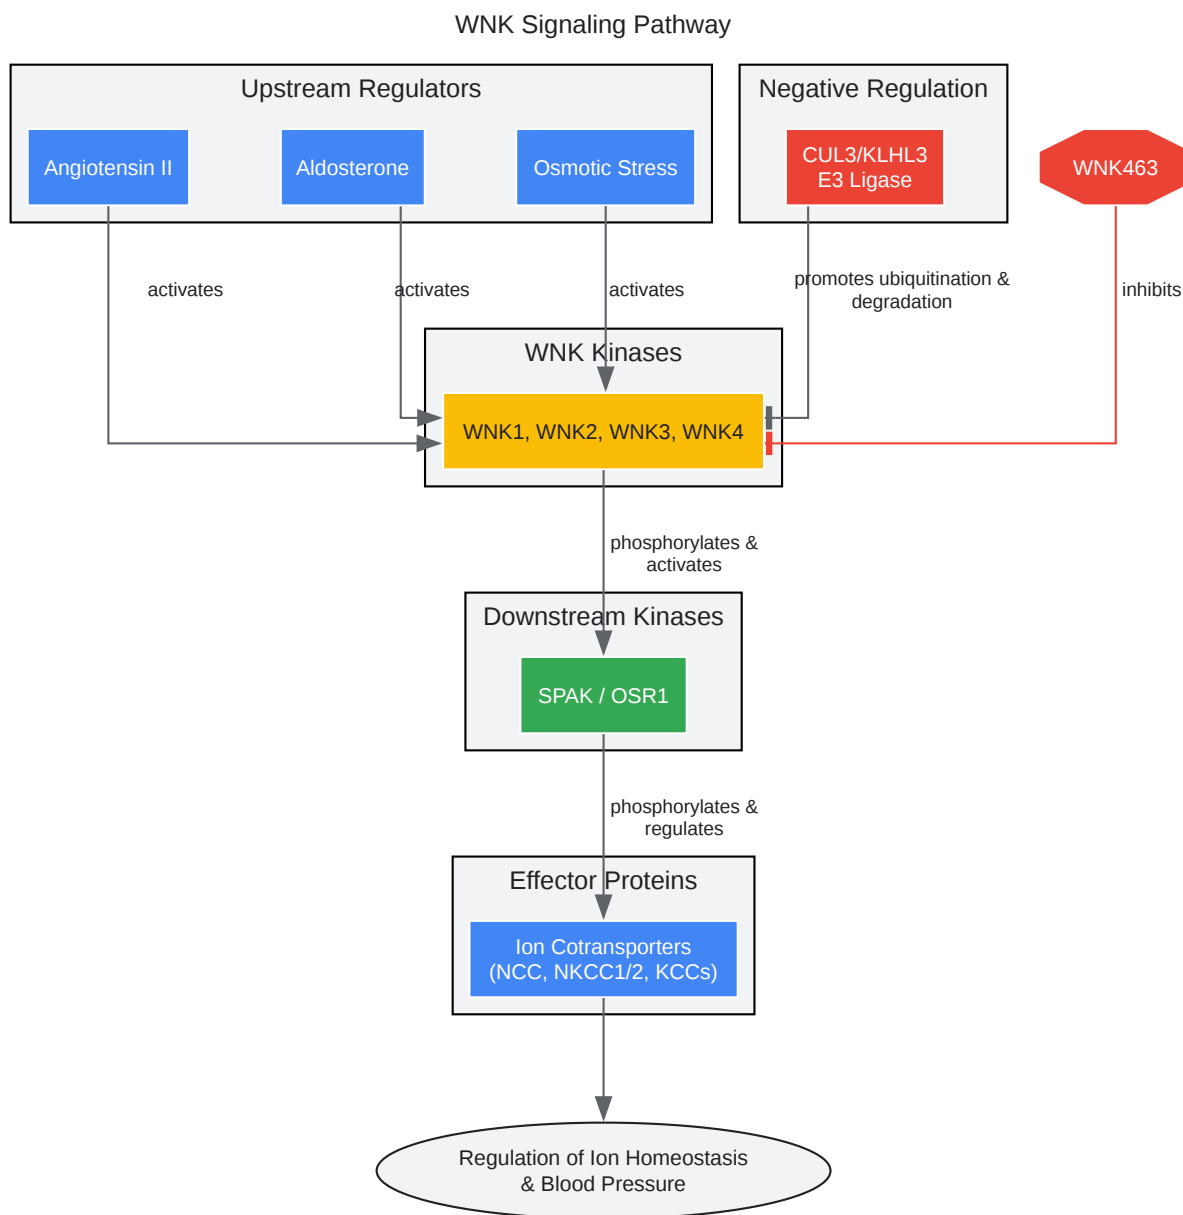 WNK Signaling Pathway
Upstream Regulators
Negative Regulation
Angiotensin II
Aldosterone
Osmotic Stress
CUL3/KLHL3
E3 Ligase
WNK463
activates
activates
activates
promotes ubiquitination &
degradation
inhibits
WNK Kinases
WNK1, WNK2, WNK3, WNK4
phosphorylates &
activates
Downstream Kinases
SPAK / OSR1
phosphorylates &
regulates
Effector Proteins
Ion Cotransporters
(NCC, NKCC1/2, KCCs)
Regulation of Ion Homeostasis
& Blood Pressure